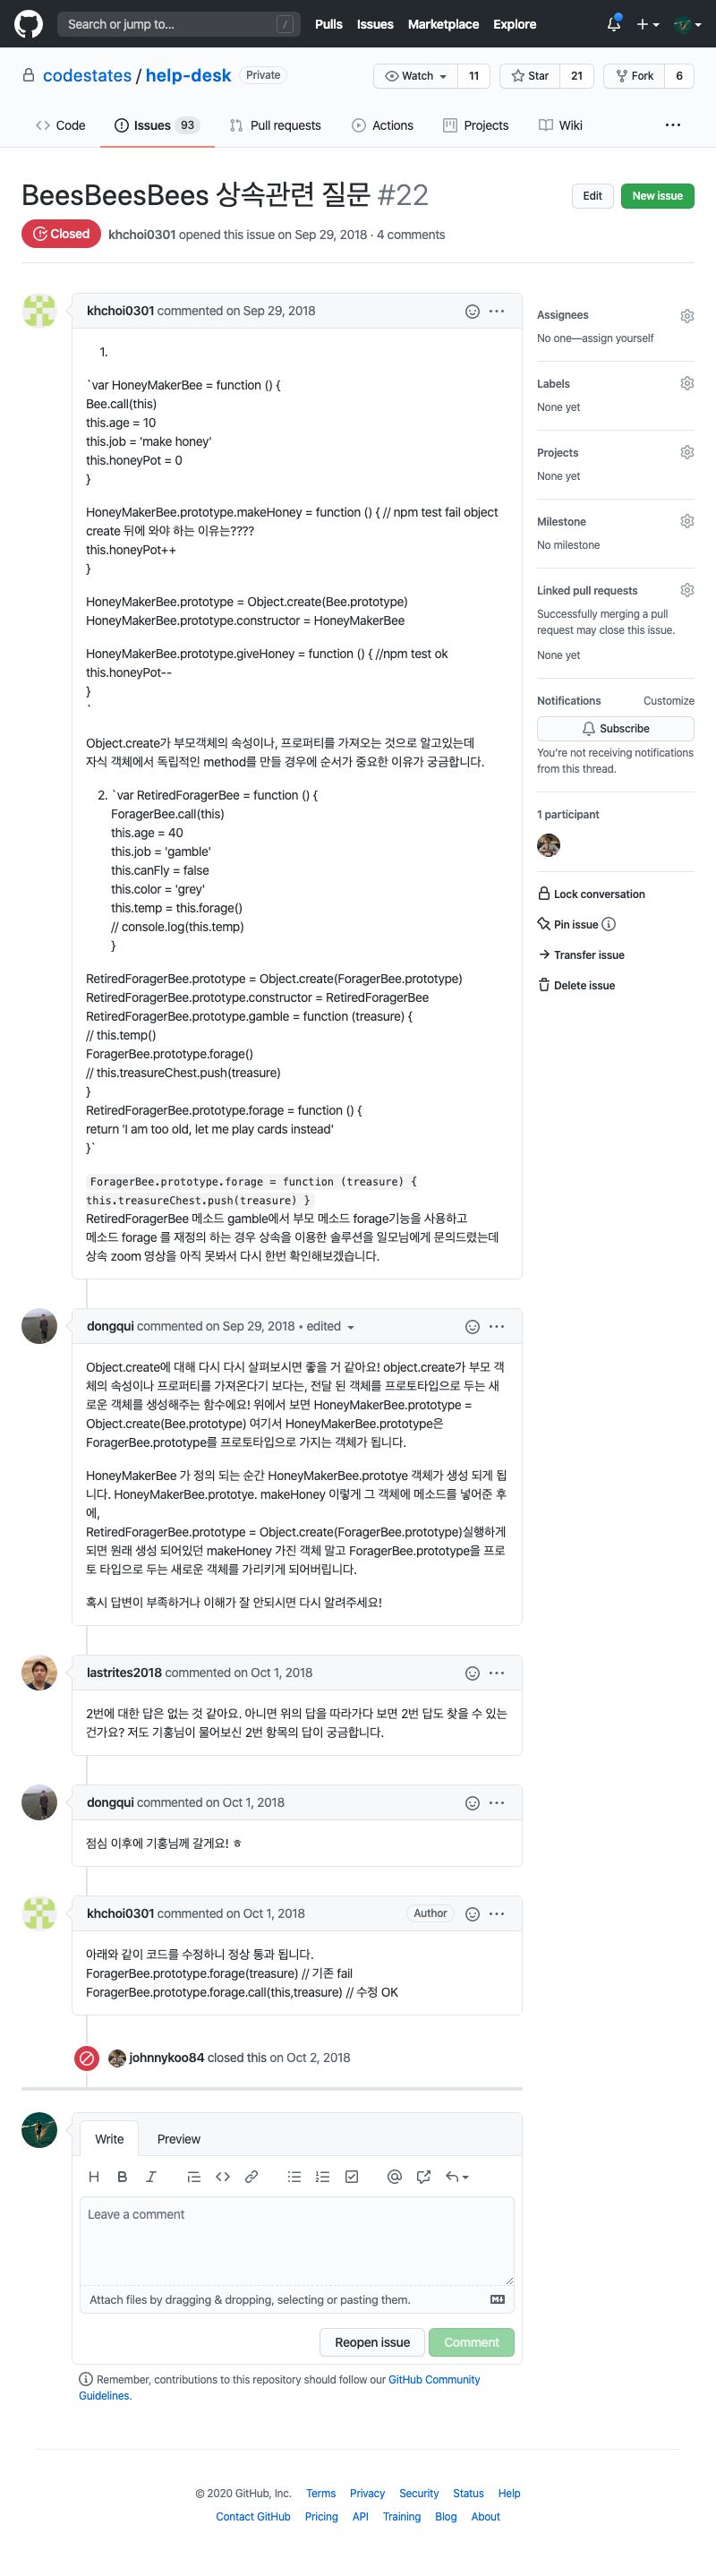 Search or jump to... /
Pulls Issues Marketplace Explore
codestates / help-desk Private
Watch 11 Star 21 Fork 6
Code Issues 93 Pull requests Actions Projects Wiki ...
BeesBeesBees 상속관련 질문 #22
Edit New issue
Closed khchoi0301 opened this issue on Sep 29, 2018 · 4 comments
khchoi0301 commented on Sep 29, 2018
1.
`var HoneyMakerBee = function () {
Bee.call(this)
this.age = 10
this.job = 'make honey'
this.honeyPot = 0
}
HoneyMakerBee.prototype.makeHoney = function () { // npm test fail object
create 뒤에 와야 하는 이유는????
this.honeyPot++
}
HoneyMakerBee.prototype = Object.create(Bee.prototype)
HoneyMakerBee.prototype.constructor = HoneyMakerBee
HoneyMakerBee.prototype.giveHoney = function () { //npm test ok
this.honeyPot--
}
`
Object.create가 부모객체의 속성이나, 프로퍼티를 가져오는 것으로 알고있는데
자식 객체에서 독립적인 method를 만들 경우에 순서가 중요한 이유가 궁금합니다.
2. `var RetiredForagerBee = function () {
ForagerBee.call(this)
this.age = 40
this.job = 'gamble'
this.canFly = false
this.color = 'grey'
this.temp = this.forage()
// console.log(this.temp)
}
RetiredForagerBee.prototype = Object.create(ForagerBee.prototype)
RetiredForagerBee.prototype.constructor = RetiredForagerBee
RetiredForagerBee.prototype.gamble = function (treasure) {
// this.temp()
ForagerBee.prototype.forage()
// this.treasureChest.push(treasure)
}
RetiredForagerBee.prototype.forage = function () {
return 'I am too old, let me play cards instead'
}`
ForagerBee.prototype.forage = function (treasure) {
this.treasureChest.push(treasure) }
RetiredForagerBee 메소드 gamble에서 부모 메소드 forage기능을 사용하고
메소드 forage 를 재정의 하는 경우 상속을 이용한 솔루션을 일모님에게 문의드렸는데
상속 zoom 영상을 아직 못봐서 다시 한번 확인해보겠습니다.
Assignees
No one—assign yourself
Labels
None yet
Projects
None yet
Milestone
No milestone
Linked pull requests
Successfully merging a pull
request may close this issue.
None yet
Notifications Customize
Subscribe
You're not receiving notifications
from this thread.
1 participant
Lock conversation
Pin issue
Transfer issue
Delete issue
dongqui commented on Sep 29, 2018 • edited
Object.create에 대해 다시 다시 살펴보시면 좋을 거 같아요! object.create가 부모 객
체의 속성이나 프로퍼티를 가져온다기 보다는, 전달 된 객체를 프로토타입으로 두는 새
로운 객체를 생성해주는 함수에요! 위에서 보면 HoneyMakerBee.prototype =
Object.create(Bee.prototype) 여기서 HoneyMakerBee.prototype은
ForagerBee.prototype를 프로토타입으로 가지는 객체가 됩니다.
HoneyMakerBee 가 정의 되는 순간 HoneyMakerBee.prototye 객체가 생성 되게 됩
니다. HoneyMakerBee.prototye. makeHoney 이렇게 그 객체에 메소드를 넣어준 후
에,
RetiredForagerBee.prototype = Object.create(ForagerBee.prototype)실행하게
되면 원래 생성 되어있던 makeHoney 가진 객체 말고 ForagerBee.prototype을 프로
토 타입으로 두는 새로운 객체를 가리키게 되어버립니다.
혹시 답변이 부족하거나 이해가 잘 안되시면 다시 알려주세요!
lastrites2018 commented on Oct 1, 2018
2번에 대한 답은 없는 것 같아요. 아니면 위의 답을 따라가다 보면 2번 답도 찾을 수 있는
건가요? 저도 기홍님이 물어보신 2번 항목의 답이 궁금합니다.
dongqui commented on Oct 1, 2018
점심 이후에 기홍님께 갈게요! ㅎ
khchoi0301 commented on Oct 1, 2018 Author
아래와 같이 코드를 수정하니 정상 통과 됩니다.
ForagerBee.prototype.forage(treasure) // 기존 fail
ForagerBee.prototype.forage.call(this,treasure) // 수정 OK
johnnykoo84 closed this on Oct 2, 2018
Write Preview
H B I @
Leave a comment
Attach files by dragging & dropping, selecting or pasting them.
Reopen issue Comment
Remember, contributions to this repository should follow our GitHub Community
Guidelines.
© 2020 GitHub, Inc. Terms Privacy Security Status Help
Contact GitHub Pricing API Training Blog About